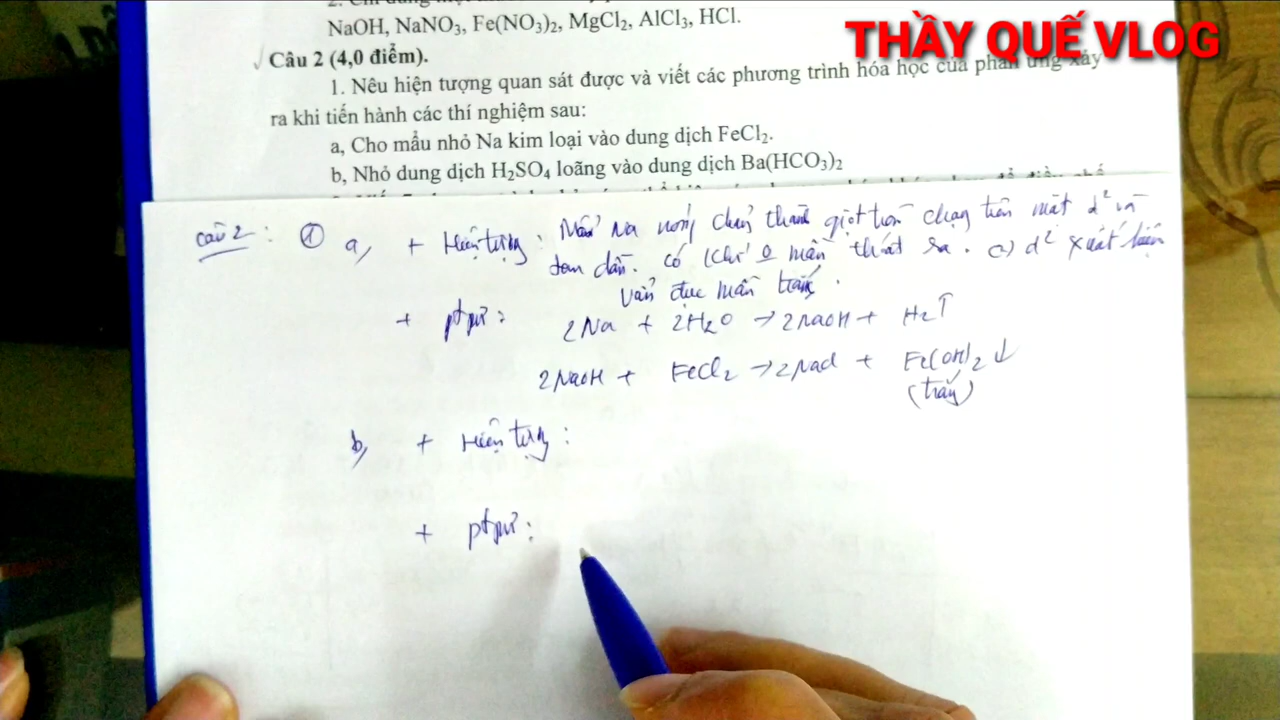 THẦY QUẾ VLOG
NaOH, NaNO3, Fe(NO3)2, MgCl2, AlCl3, HCl.
Câu 2 (4,0 điểm).
1. Nêu hiện tượng quan sát được và viết các phương trình hóa học của phản ứng xảy
ra khi tiến hành các thí nghiệm sau:
a, Cho mẩu nhỏ Na kim loại vào dung dịch FeCl2.
b, Nhỏ dung dịch H2SO4 loãng vào dung dịch Ba(HCO3)2
Câu 2: ① a, + Hiện tượng: Mẩu Na nóng chảy thành giọt tròn chạy trên mặt d² và
tan dần. Có khí 0 màu thoát ra. d² xuất hiện
vẩn đục màu trắng.
+ ptpư: 2Na + 2H2O → 2NaOH + H2↑
2NaOH + FeCl2 → 2NaCl + Fe(OH)2↓
(trắng)
b, + Hiện tượng:
+ ptpư: